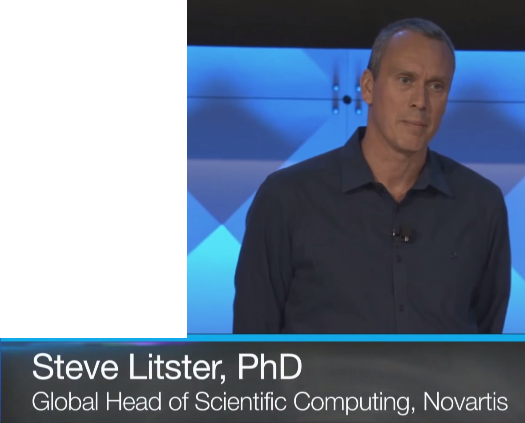 Steve Litster, PhD
Global Head of Scientific Computing, Novartis